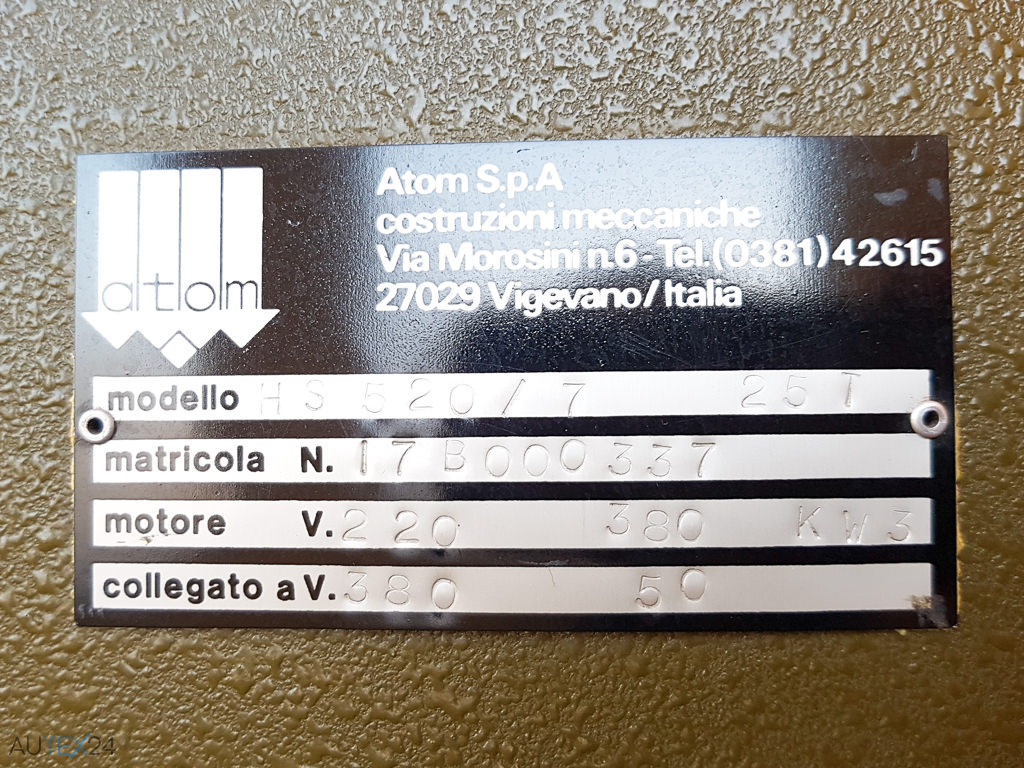 Atom S.p.A
costruzioni meccaniche
Via Morosini n.6 - Tel.(0381)42615
27029 Vigevano/Italia
atom
modello HS 520/7 25T
matricola N. 17B000337
motore V. 220 380 KW3
collegato a V. 380 50
AUTEX24